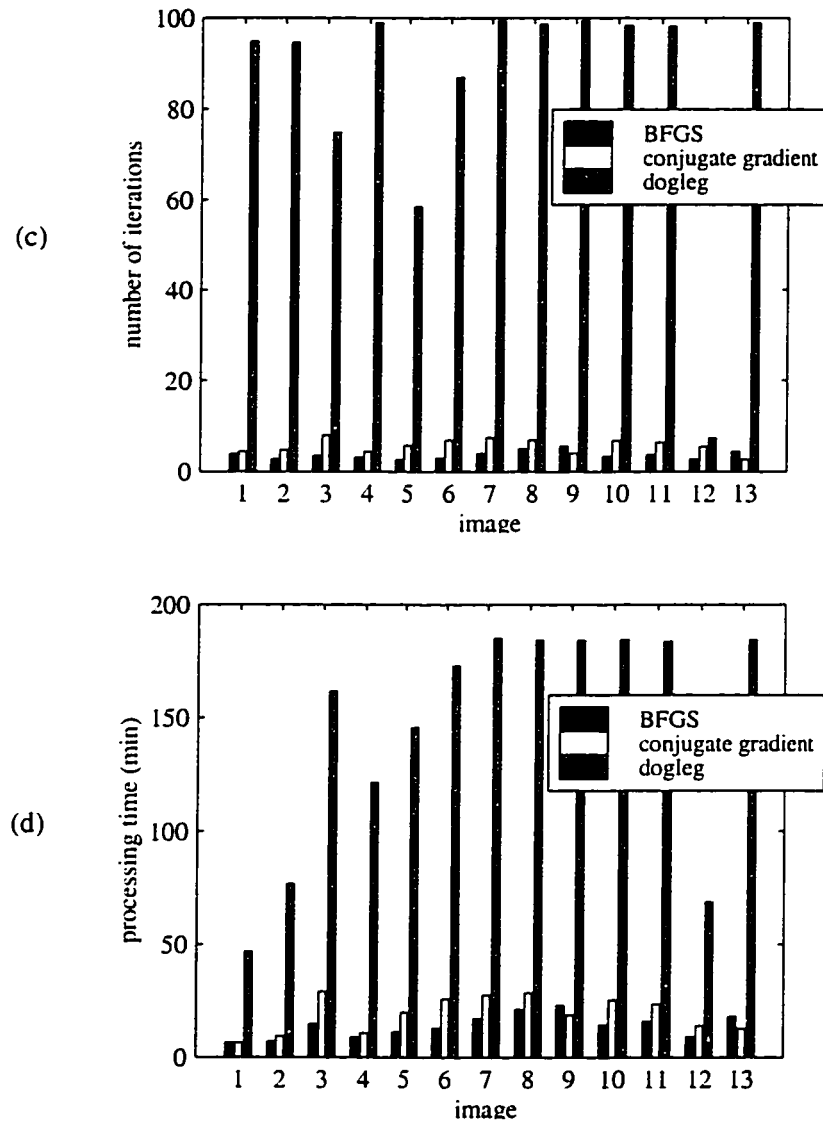 (c)
number of iterations
100
80
60
40
20
0
BFGS
conjugate gradient
dogleg
1 2 3 4 5 6 7 8 9 10 11 12 13
image
(d)
processing time (min)
200
150
100
50
0
BFGS
conjugate gradient
dogleg
1 2 3 4 5 6 7 8 9 10 11 12 13
image